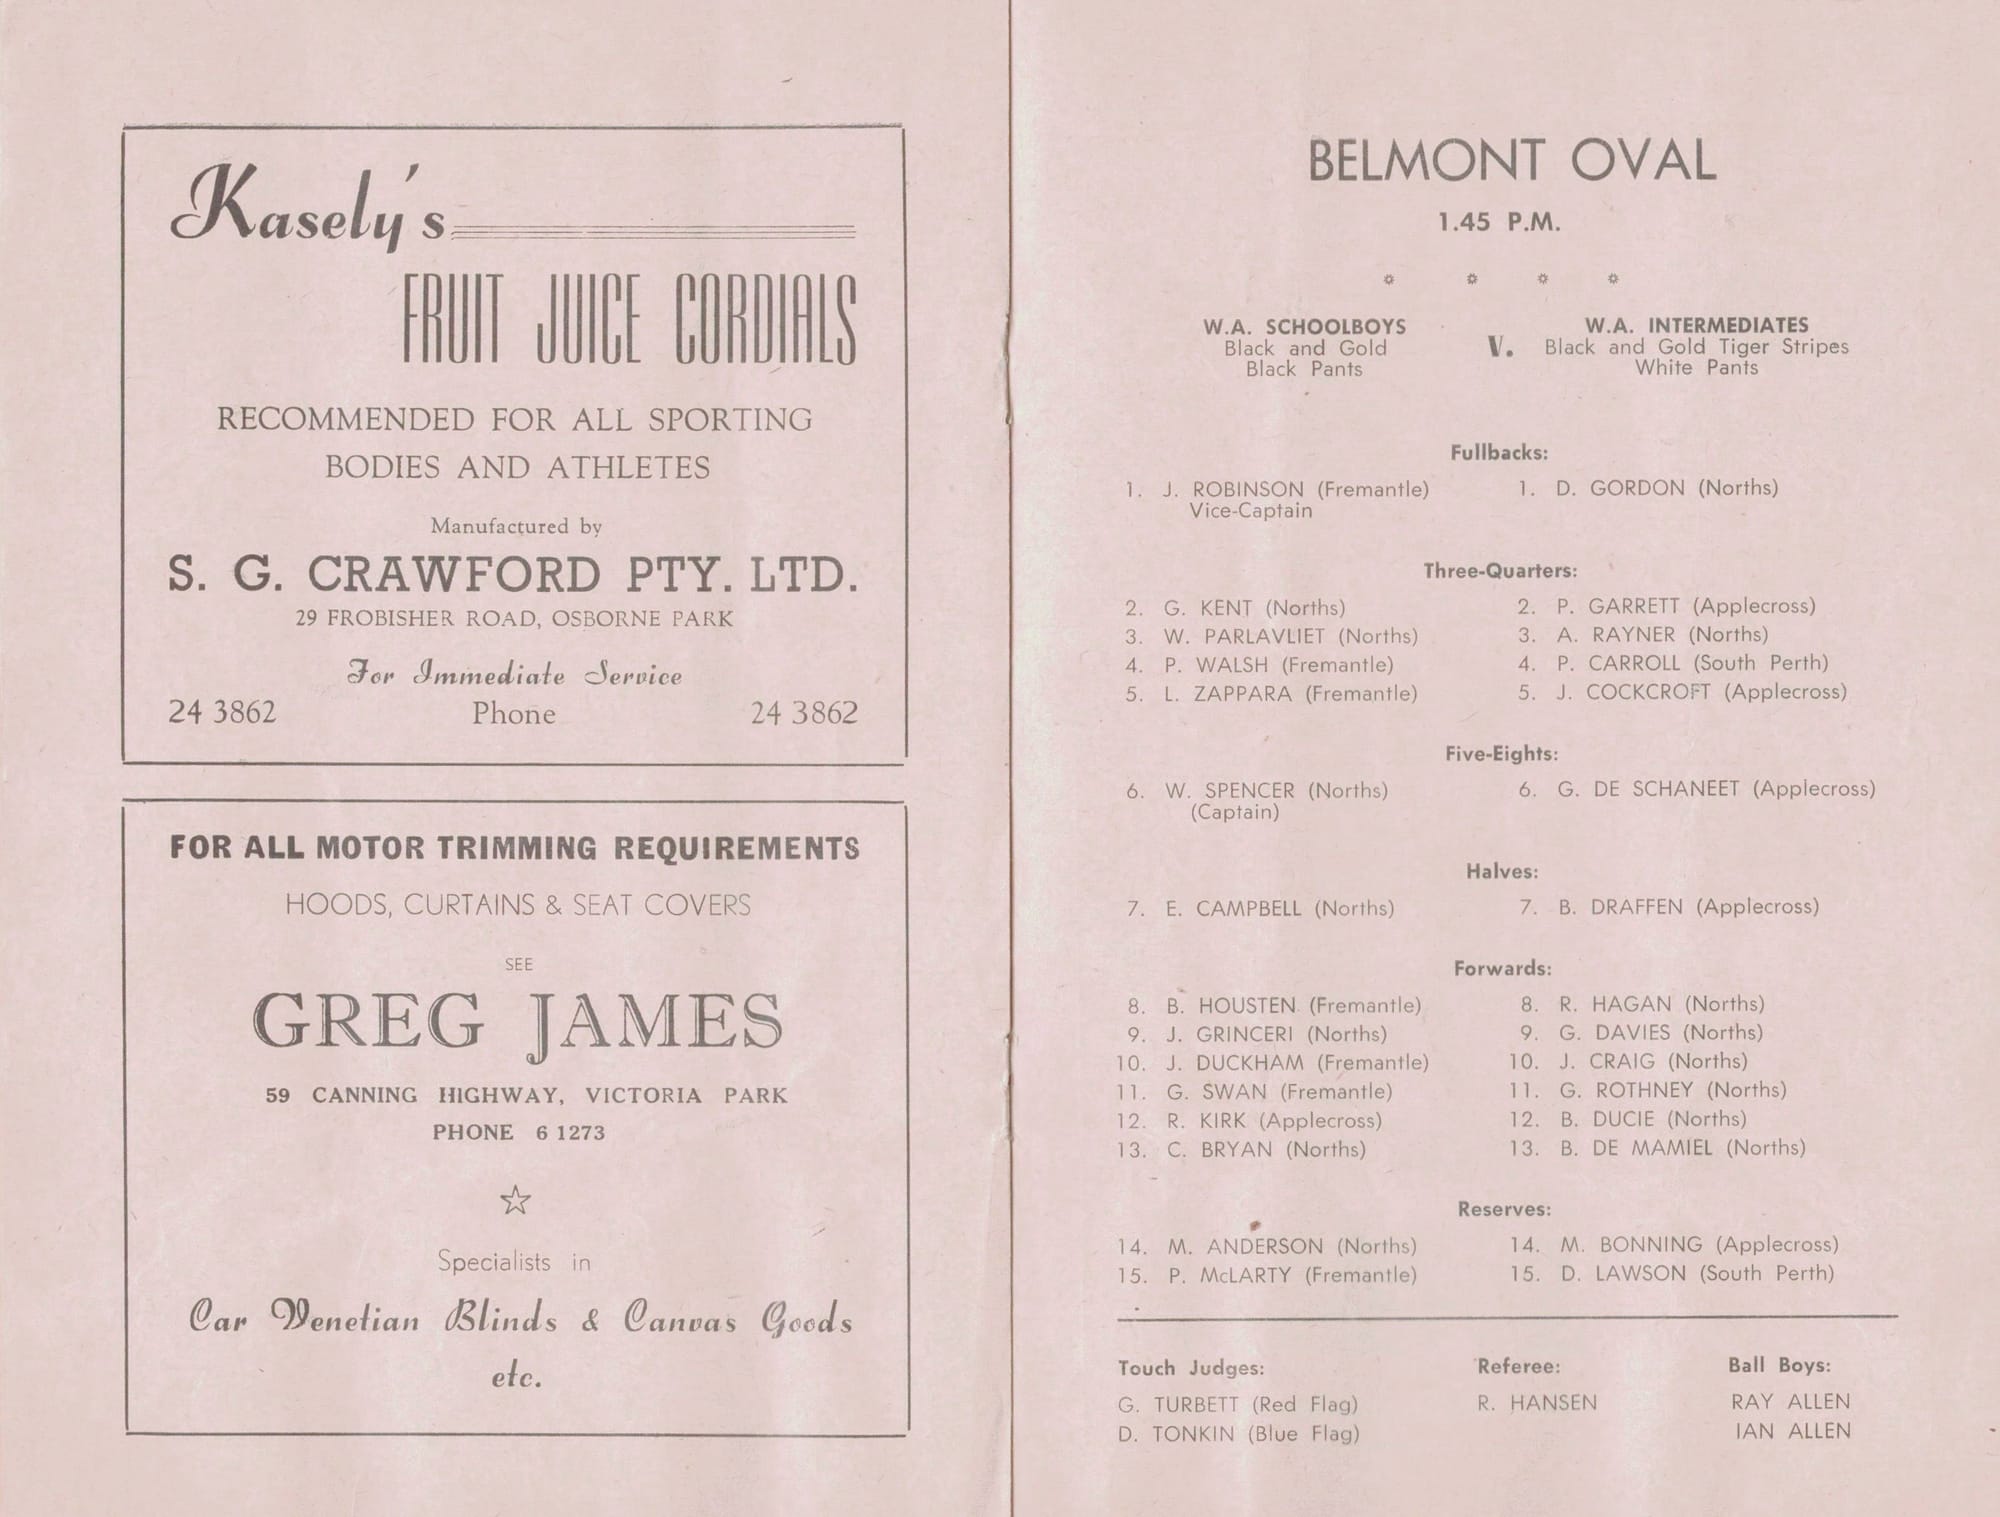 Kasely's
FRUIT JUICE CORDIALS
RECOMMENDED FOR ALL SPORTING
BODIES AND ATHLETES
Manufactured by
S. G. CRAWFORD PTY. LTD.
29 FROBISHER ROAD, OSBORNE PARK
For Immediate Service
24 3862 Phone 24 3862
FOR ALL MOTOR TRIMMING REQUIREMENTS
HOODS, CURTAINS & SEAT COVERS
SEE
GREG JAMES
59 CANNING HIGHWAY, VICTORIA PARK
PHONE 6 1273
Specialists in
Car Venetian Blinds & Canvas Goods
etc.
BELMONT OVAL
1.45 P.M.
W.A. SCHOOLBOYS
Black and Gold
Black Pants
V.
W.A. INTERMEDIATES
Black and Gold Tiger Stripes
White Pants
Fullbacks:
1. J. ROBINSON (Fremantle) 1. D. GORDON (Norths)
Vice-Captain
Three-Quarters:
2. G. KENT (Norths) 2. P. GARRETT (Applecross)
3. W. PARLAVLIET (Norths) 3. A. RAYNER (Norths)
4. P. WALSH (Fremantle) 4. P. CARROLL (South Perth)
5. L. ZAPPARA (Fremantle) 5. J. COCKCROFT (Applecross)
Five-Eights:
6. W. SPENCER (Norths) 6. G. DE SCHANEET (Applecross)
(Captain)
Halves:
7. E. CAMPBELL (Norths) 7. B. DRAFFEN (Applecross)
Forwards:
8. B. HOUSTEN (Fremantle) 8. R. HAGAN (Norths)
9. J. GRINCERI (Norths) 9. G. DAVIES (Norths)
10. J. DUCKHAM (Fremantle) 10. J. CRAIG (Norths)
11. G. SWAN (Fremantle) 11. G. ROTHNEY (Norths)
12. R. KIRK (Applecross) 12. B. DUCIE (Norths)
13. C. BRYAN (Norths) 13. B. DE MAMIEL (Norths)
Reserves:
14. M. ANDERSON (Norths) 14. M. BONNING (Applecross)
15. P. McLARTY (Fremantle) 15. D. LAWSON (South Perth)
Touch Judges: Referee: Ball Boys:
G. TURBETT (Red Flag) R. HANSEN RAY ALLEN
D. TONKIN (Blue Flag) IAN ALLEN